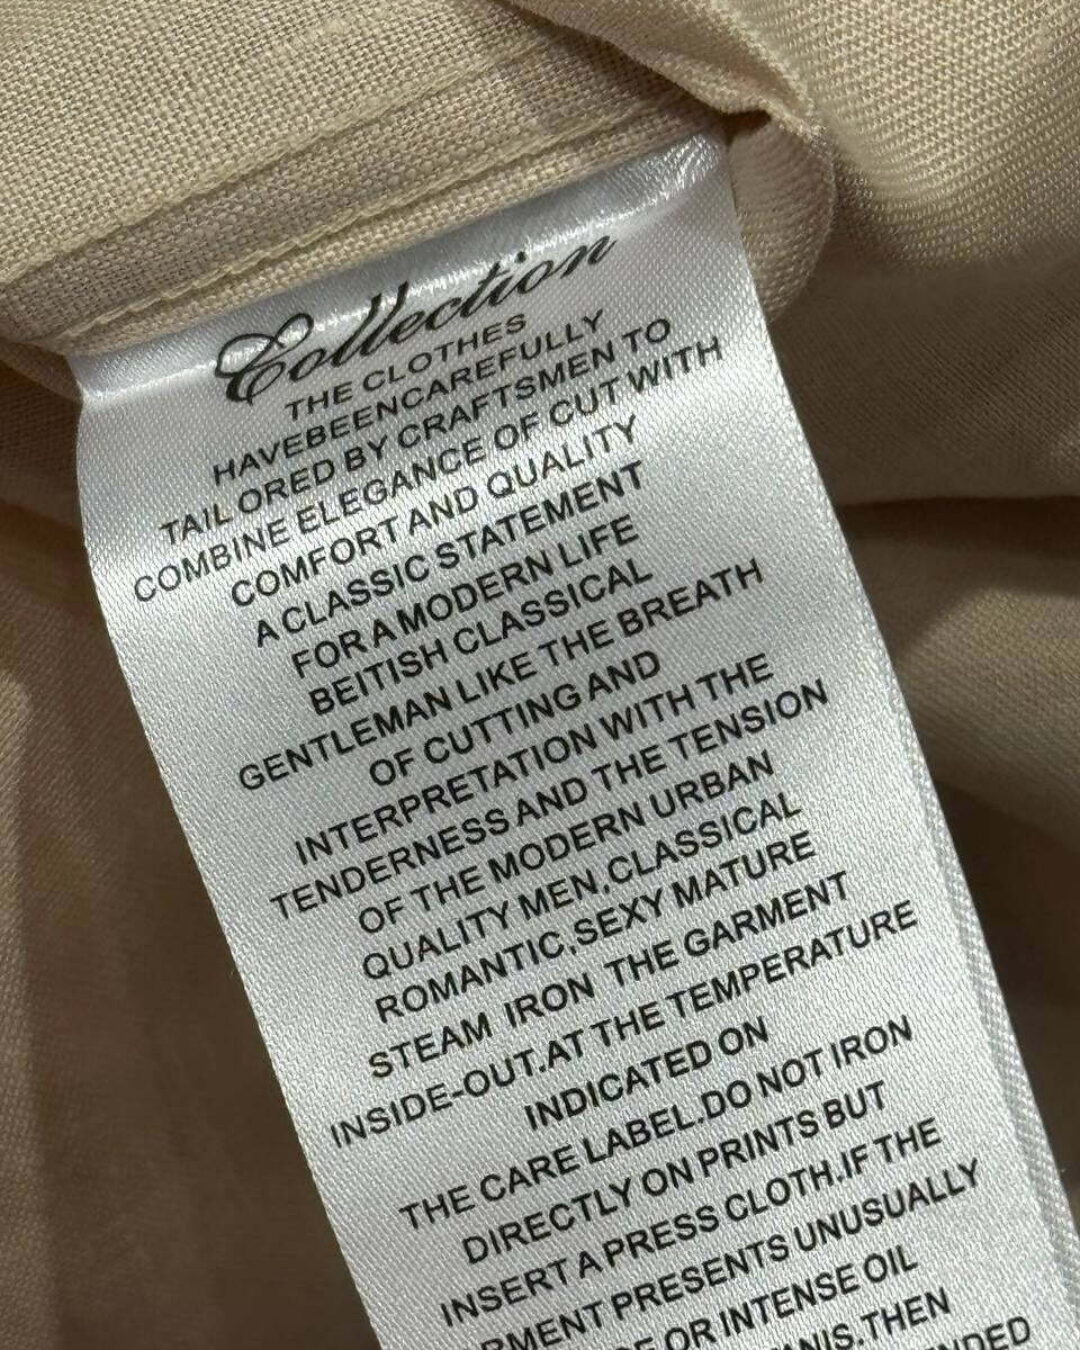 Collection
THE CLOTHES
HAVEBEENCAREFULLY
TAILORED BY CRAFTSMEN TO
COMBINE ELEGANCE OF CUT WITH
COMFORT AND QUALITY
A CLASSIC STATEMENT
FOR A MODERN LIFE
BEITISH CLASSICAL
GENTLEMAN LIKE THE BREATH
OF CUTTING AND
INTERPRETATION WITH THE
TENDERNESS AND THE TENSION
OF THE MODERN URBAN
QUALITY MEN,CLASSICAL
ROMANTIC,SEXY MATURE
STEAM IRON THE GARMENT
INSIDE-OUT.AT THE TEMPERATURE
INDICATED ON
THE CARE LABEL.DO NOT IRON
DIRECTLY ON PRINTS BUT
INSERT A PRESS CLOTH.IF THE
PRESENTS UNUSUALLY
OR INTENSE OIL
THEN